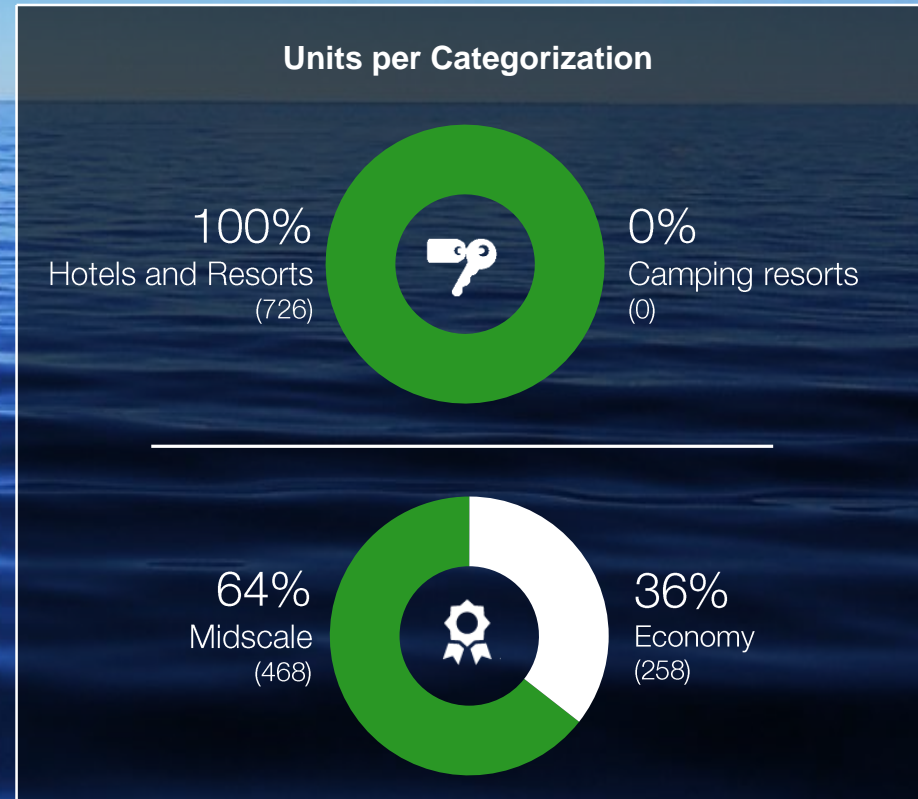 Units per Categorization
100%
Hotels and Resorts
(726)
0%
Camping resorts
(0)
64%
Midscale
(468)
36%
Economy
(258)